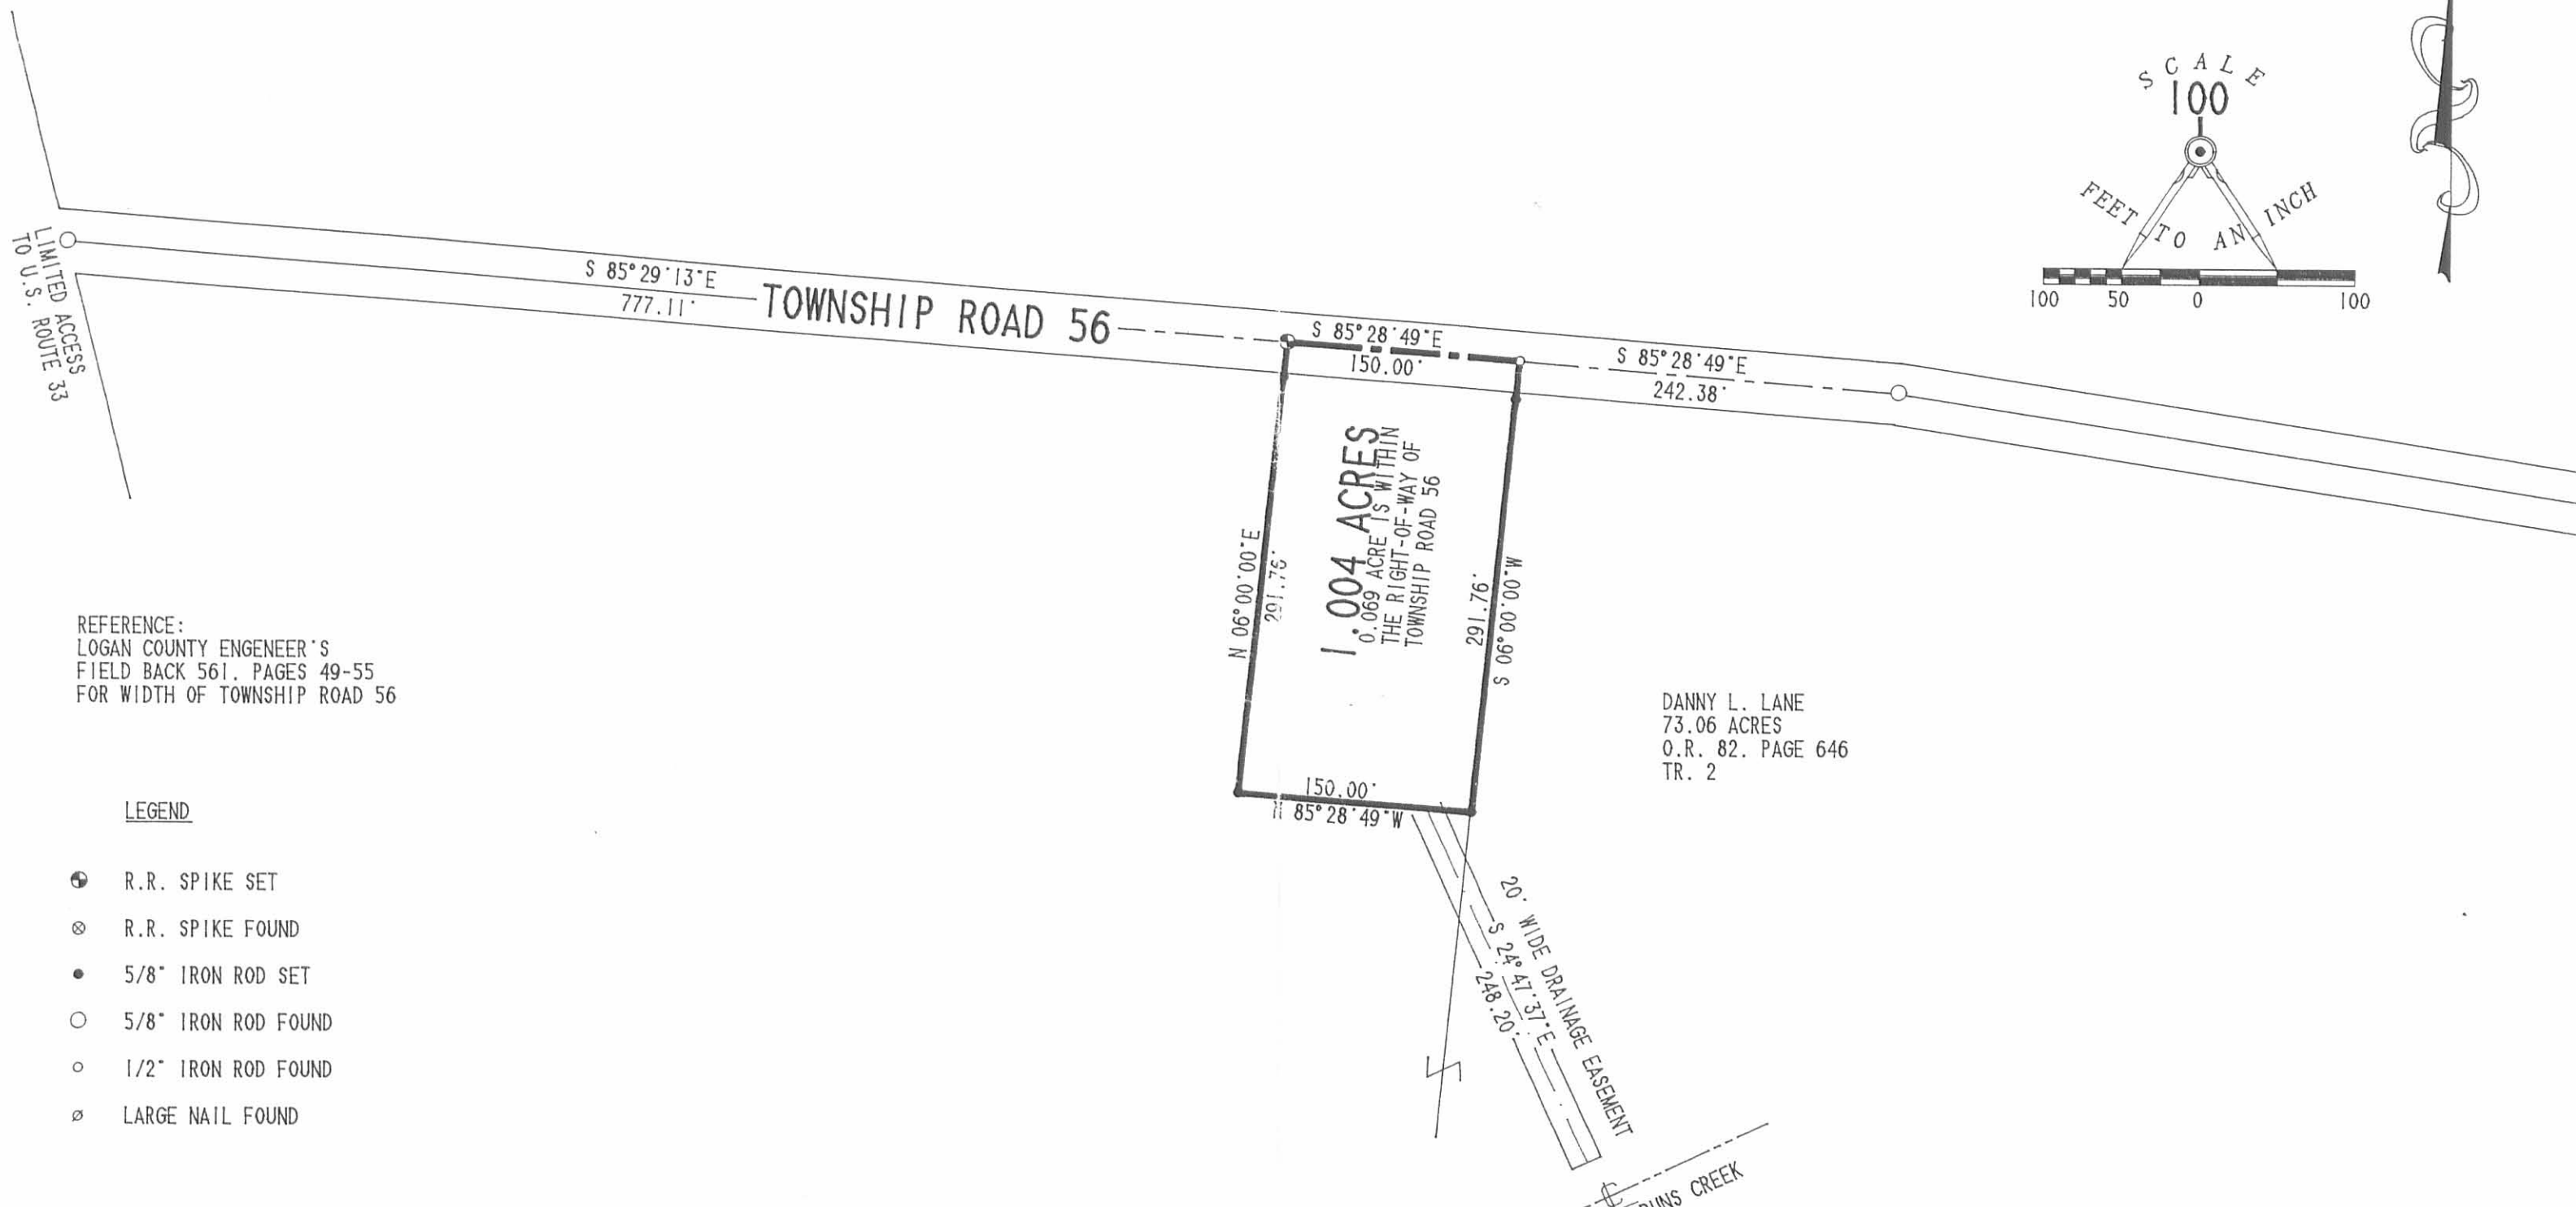 SCALE
100
FEET TO AN INCH
100 50 0 100
LIMITED ACCESS
TO U.S. ROUTE 33
S 85°29'13"E
777.11'
TOWNSHIP ROAD 56
S 85°28'49"E
150.00'
S 85°28'49"E
242.38'
N 06°00'00"E
291.76'
1.004 ACRES
0.069 ACRE IS WITHIN
THE RIGHT-OF-WAY OF
TOWNSHIP ROAD 56
291.76'
S 06°00'00"W
150.00'
N 85°28'49"W
REFERENCE:
LOGAN COUNTY ENGENEER'S
FIELD BACK 561. PAGES 49-55
FOR WIDTH OF TOWNSHIP ROAD 56
DANNY L. LANE
73.06 ACRES
O.R. 82. PAGE 646
TR. 2
LEGEND
R.R. SPIKE SET
R.R. SPIKE FOUND
5/8" IRON ROD SET
5/8" IRON ROD FOUND
1/2" IRON ROD FOUND
LARGE NAIL FOUND
20' WIDE DRAINAGE EASEMENT
S 24°47'37"E
248.20'
CREEK